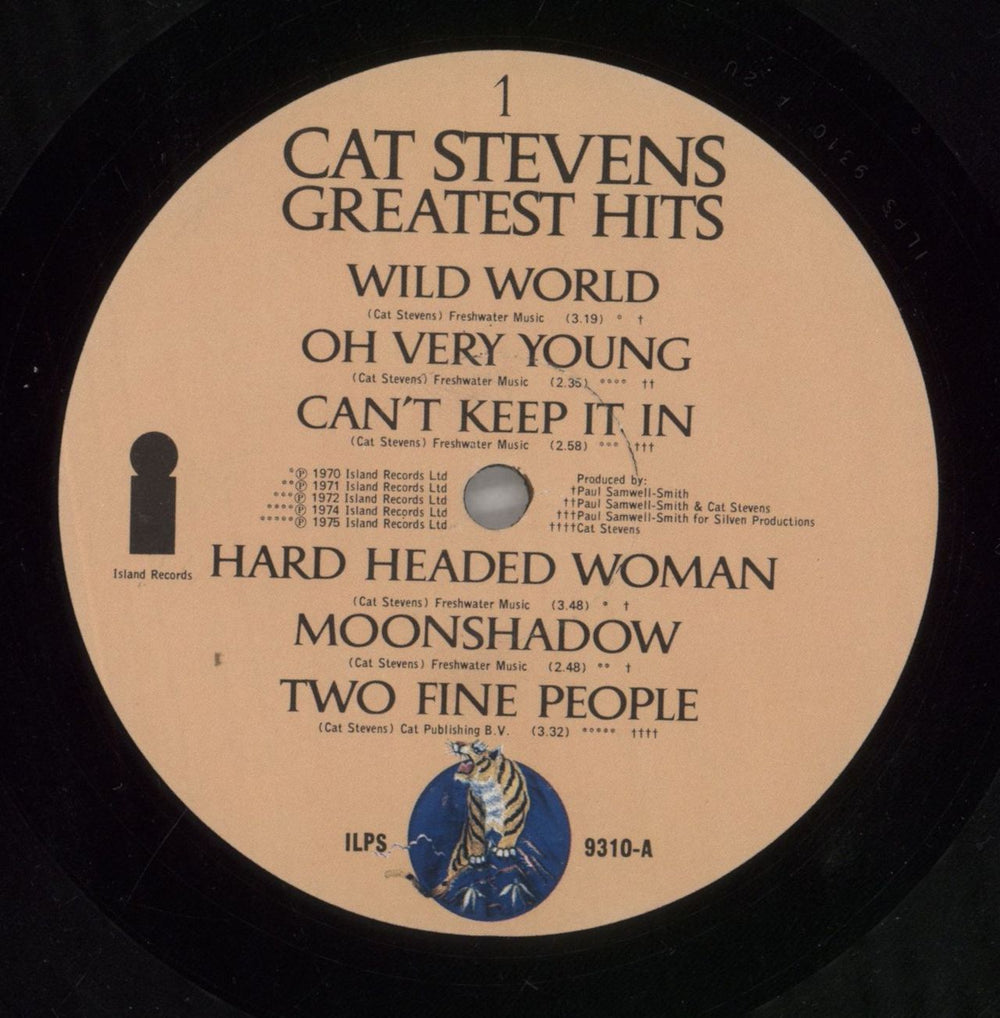 1
CAT STEVENS
GREATEST HITS
WILD WORLD
(Cat Stevens) Freshwater Music (3.19) ° †
OH VERY YOUNG
(Cat Stevens) Freshwater Music (2.35) °°°° ††
CAN'T KEEP IT IN
(Cat Stevens) Freshwater Music (2.58) °°° †††
°℗ 1970 Island Records Ltd
°°℗ 1971 Island Records Ltd
°°°℗ 1972 Island Records Ltd
°°°°℗ 1974 Island Records Ltd
°°°°°℗ 1975 Island Records Ltd
Produced by:
†Paul Samwell-Smith
††Paul Samwell-Smith & Cat Stevens
†††Paul Samwell-Smith for Silven Productions
††††Cat Stevens
Island Records
HARD HEADED WOMAN
(Cat Stevens) Freshwater Music (3.48) ° †
MOONSHADOW
(Cat Stevens) Freshwater Music (2.48) °° †
TWO FINE PEOPLE
(Cat Stevens) Cat Publishing B.V. (3.32) °°°°° ††††
ILPS 9310-A
ILPS 9310 A 2U